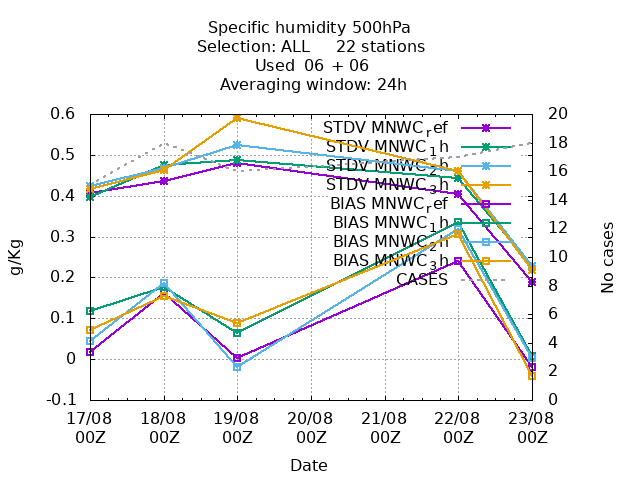 Specific humidity 500hPa
Selection: ALL 22 stations
Used 06 + 06
Averaging window: 24h
0.6
0.5
0.4
0.3
0.2
0.1
0
-0.1
20
18
16
14
12
10
8
6
4
2
0
g/Kg
No cases
STDV MNWC_ref
STDV MNWC_1h
STDV MNWC_2h
STDV MNWC_3h
BIAS MNWC_ref
BIAS MNWC_1h
BIAS MNWC_2h
BIAS MNWC_3h
CASES
17/08 18/08 19/08 20/08 21/08 22/08 23/08
00Z 00Z 00Z 00Z 00Z 00Z 00Z
Date